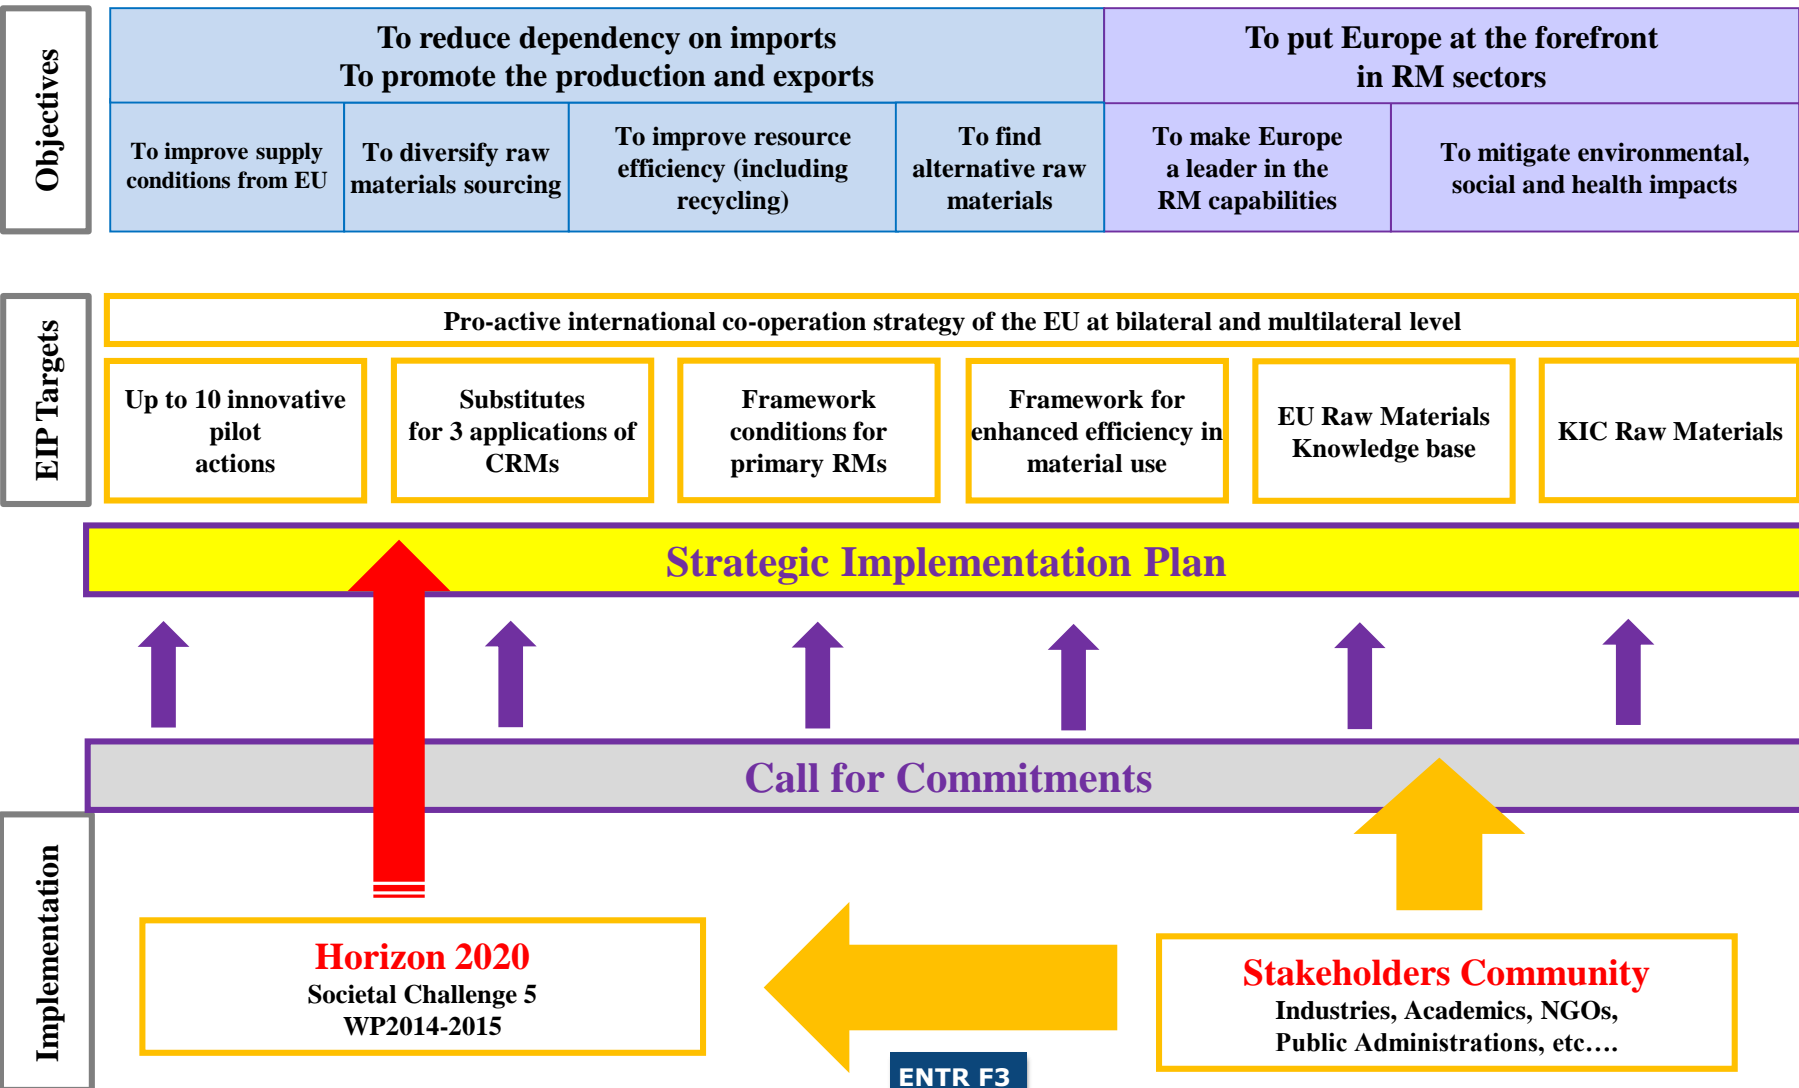 Objectives
To reduce dependency on imports
To promote the production and exports
To put Europe at the forefront
in RM sectors
To improve supply
conditions from EU
To diversify raw
materials sourcing
To improve resource
efficiency (including
recycling)
To find
alternative raw
materials
To make Europe
a leader in the
RM capabilities
To mitigate environmental,
social and health impacts
EIP Targets
Pro-active international co-operation strategy of the EU at bilateral and multilateral level
Up to 10 innovative
pilot
actions
Substitutes
for 3 applications of
CRMs
Framework
conditions for
primary RMs
Framework for
enhanced efficiency in
material use
EU Raw Materials
Knowledge base
KIC Raw Materials
Strategic Implementation Plan
Call for Commitments
Implementation
Horizon 2020
Societal Challenge 5
WP2014-2015
Stakeholders Community
Industries, Academics, NGOs,
Public Administrations, etc….
ENTR F3